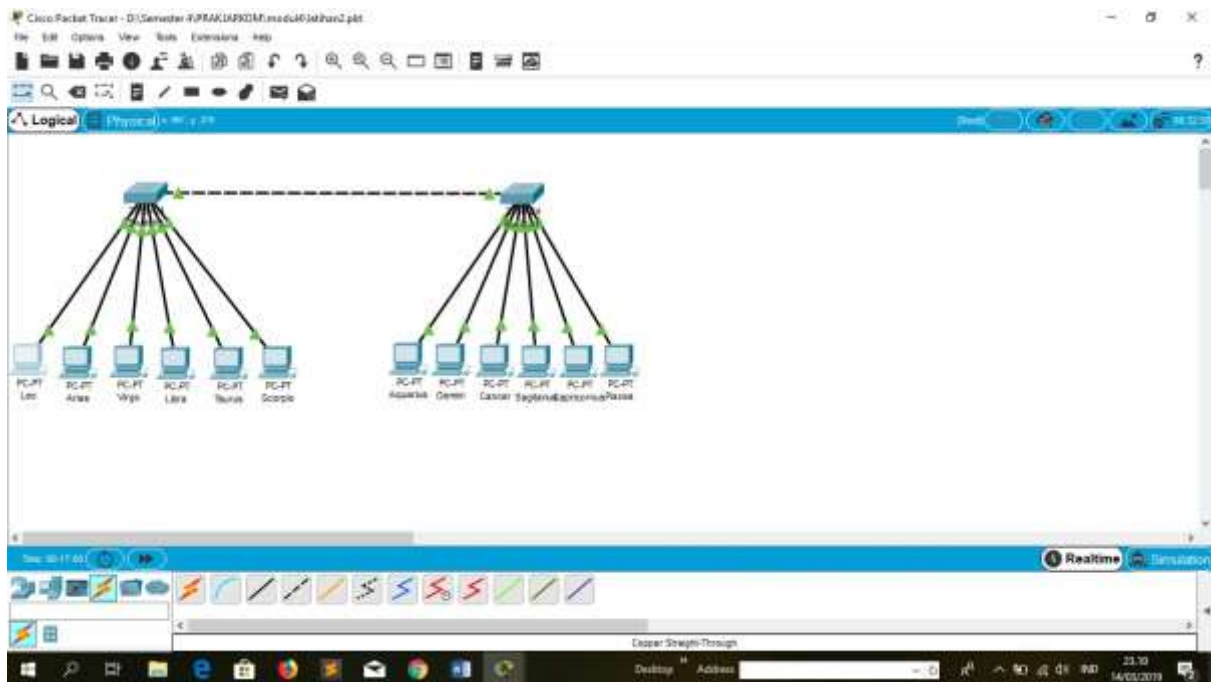 Cisco Packet Tracer - D:\Semester 4\PRAKJARKOM\modul4\latihan2.pkt
File Edit Options View Tools Extensions Help
?
Logical Physical
Leo Aries Virgo Libra Taurus Scorpio
PC-PT PC-PT PC-PT PC-PT PC-PT PC-PT
PC-PT PC-PT PC-PT PC-PT PC-PT PC-PT
Aquarius Gemini Cancer
Realtime Simulation
Copper Straight-Through
Desktop Address IND 23.10
14/03/2019